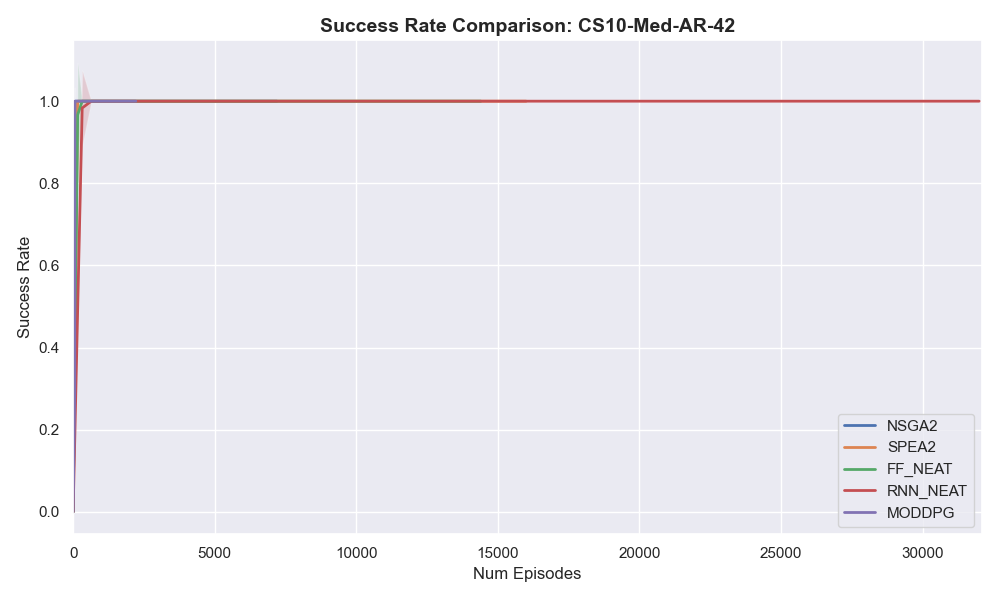 Success Rate Comparison: CS10-Med-AR-42
1.0
0.8
0.6
0.4
0.2
0.0
Success Rate
0 5000 10000 15000 20000 25000 30000
Num Episodes
NSGA2
SPEA2
FF_NEAT
RNN_NEAT
MODDPG